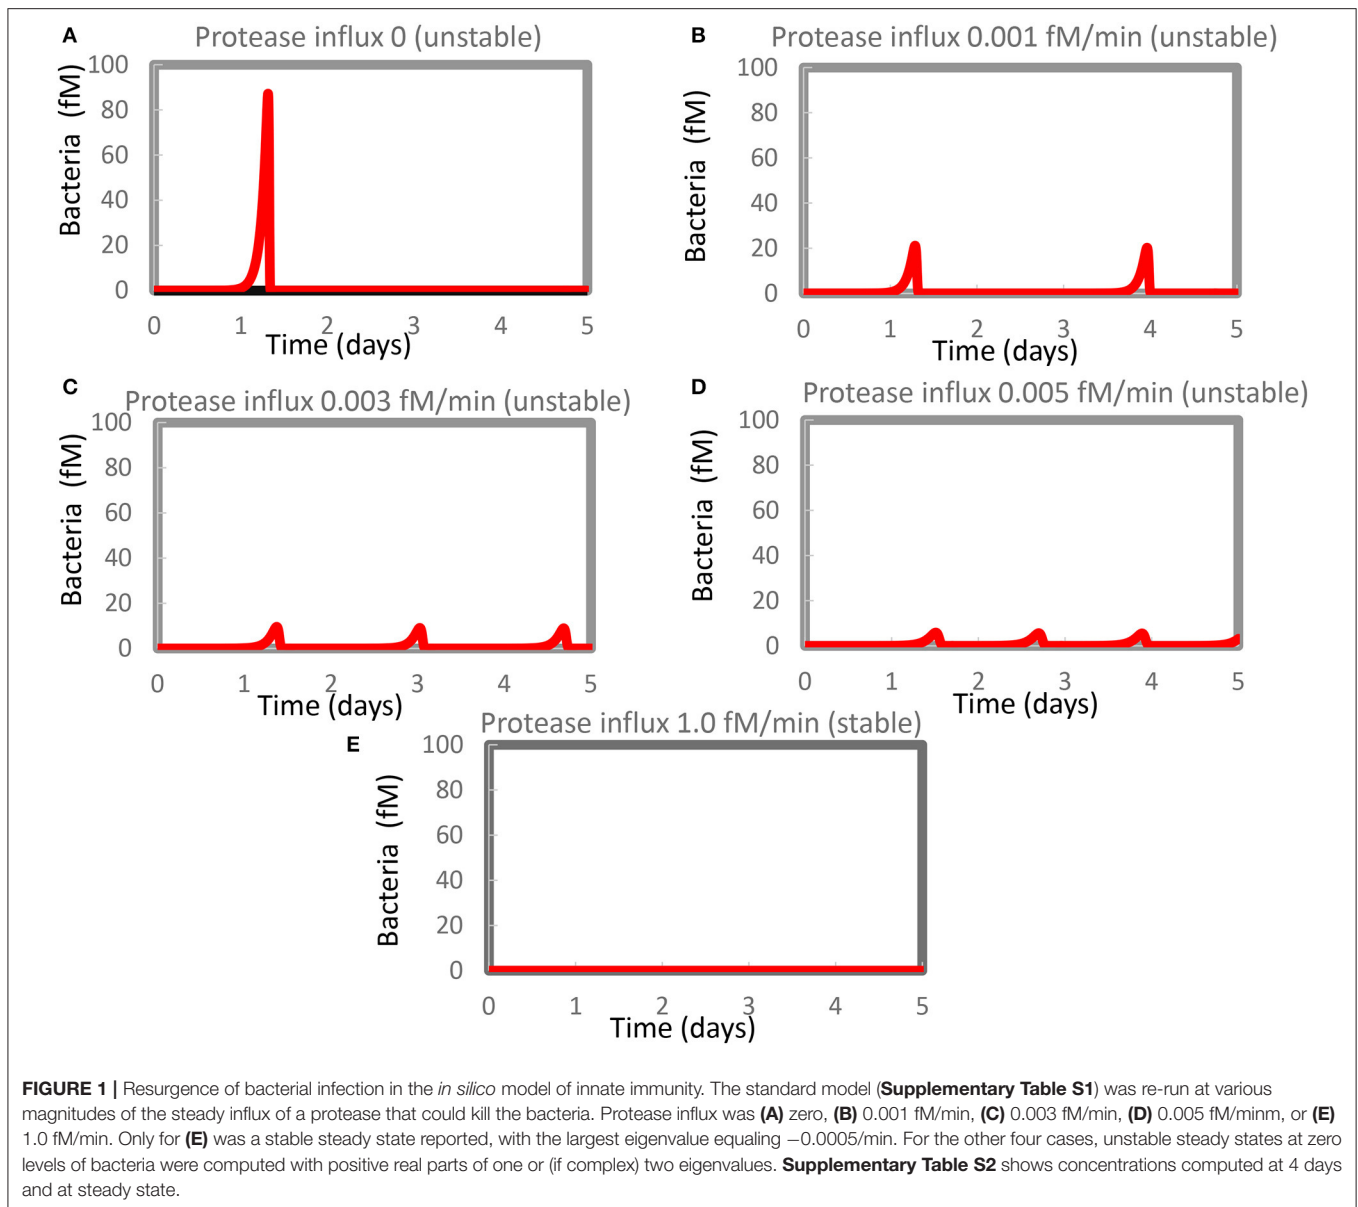 A
Protease influx 0 (unstable)
Bacteria (fM)
100
80
60
40
20
0
0 1 2 3 4 5
Time (days)
B
Protease influx 0.001 fM/min (unstable)
Bacteria (fM)
100
80
60
40
20
0
0 1 2 3 4 5
Time (days)
C
Protease influx 0.003 fM/min (unstable)
Bacteria (fM)
100
80
60
40
20
0
0 1 2 3 4 5
Time (days)
D
Protease influx 0.005 fM/min (unstable)
Bacteria (fM)
100
80
60
40
20
0
0 1 2 3 4 5
Time (days)
E
Protease influx 1.0 fM/min (stable)
Bacteria (fM)
100
80
60
40
20
0
0 1 2 3 4 5
Time (days)
FIGURE 1 | Resurgence of bacterial infection in the in silico model of innate immunity. The standard model (Supplementary Table S1) was re-run at various
magnitudes of the steady influx of a protease that could kill the bacteria. Protease influx was (A) zero, (B) 0.001 fM/min, (C) 0.003 fM/min, (D) 0.005 fM/minm, or (E)
1.0 fM/min. Only for (E) was a stable steady state reported, with the largest eigenvalue equaling −0.0005/min. For the other four cases, unstable steady states at zero
levels of bacteria were computed with positive real parts of one or (if complex) two eigenvalues. Supplementary Table S2 shows concentrations computed at 4 days
and at steady state.